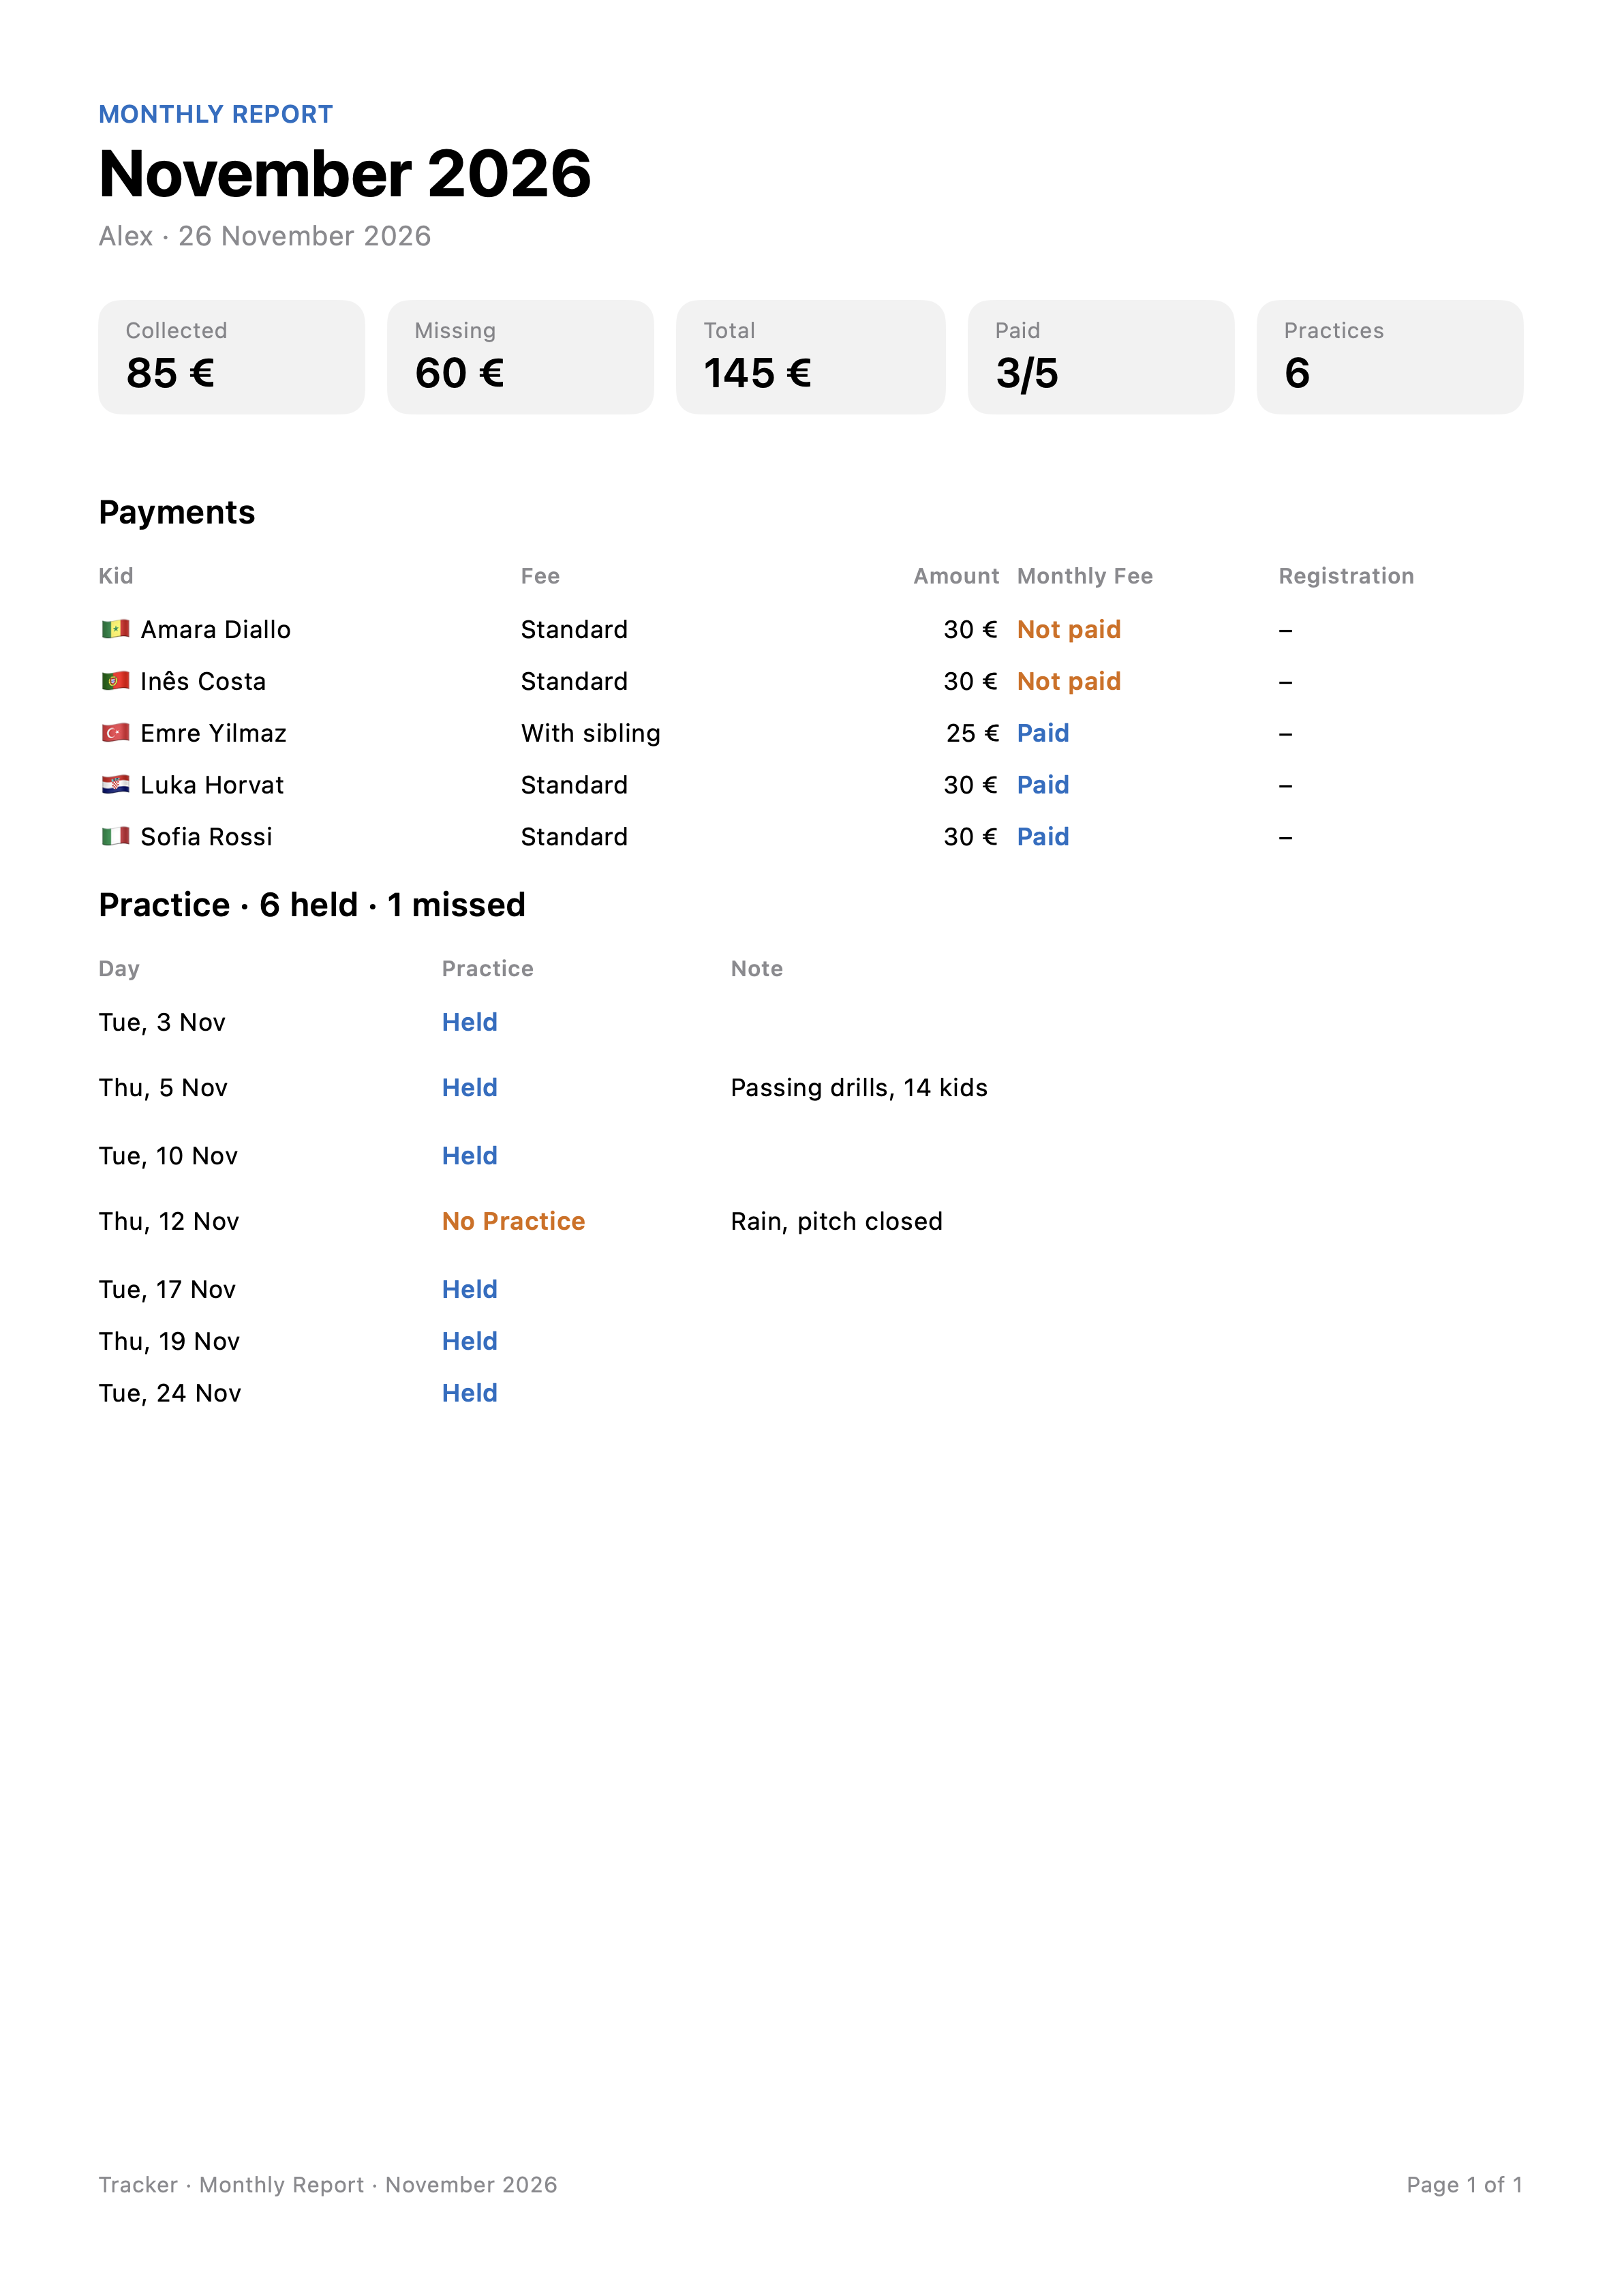 MONTHLY REPORT
November 2026
Alex · 26 November 2026
Collected Missing Total Paid Practices
85 € 60 € 145 € 3/5 6
Payments
Kid Fee Amount Monthly Fee Registration
🇸🇳 Amara Diallo Standard 30 € Not paid –
🇵🇹 Inês Costa Standard 30 € Not paid –
🇹🇷 Emre Yilmaz With sibling 25 € Paid –
🇭🇷 Luka Horvat Standard 30 € Paid –
🇮🇹 Sofia Rossi Standard 30 € Paid –
Practice · 6 held · 1 missed
Day Practice Note
Tue, 3 Nov Held
Thu, 5 Nov Held Passing drills, 14 kids
Tue, 10 Nov Held
Thu, 12 Nov No Practice Rain, pitch closed
Tue, 17 Nov Held
Thu, 19 Nov Held
Tue, 24 Nov Held
Tracker · Monthly Report · November 2026 Page 1 of 1